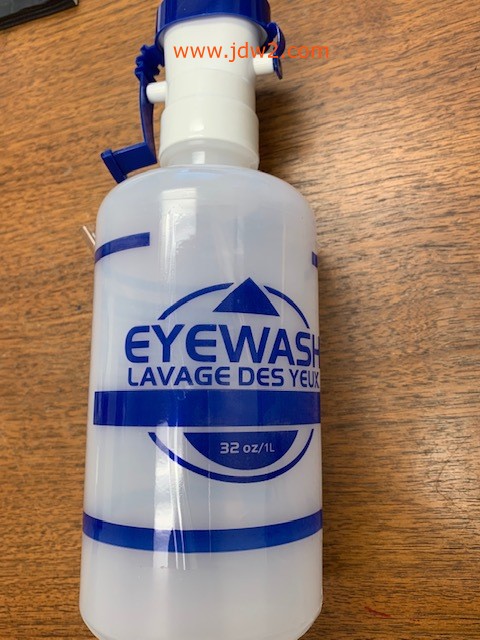 www.jdw2.com
EYEWASH
LAVAGE DES YEUX
32 oz/1L